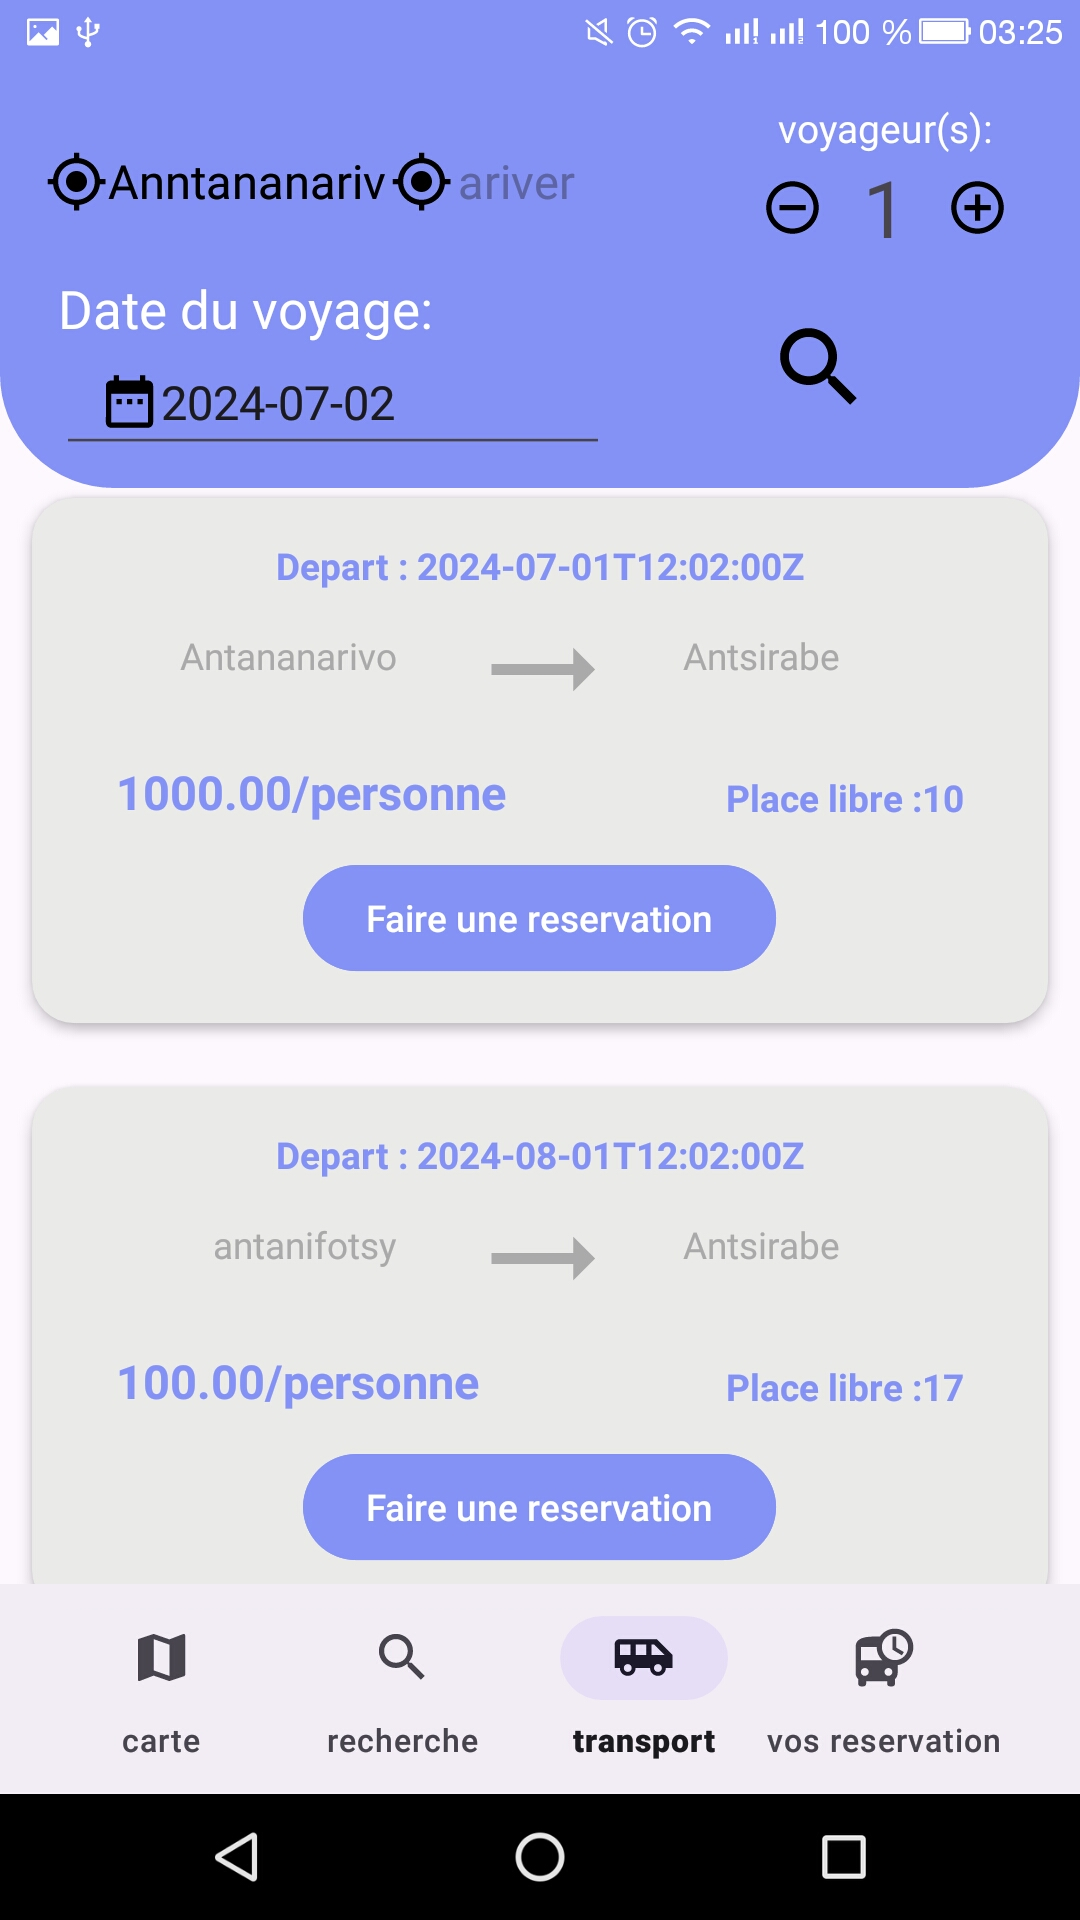 100 % 03:25
voyageur(s):
Anntananariv ariver
1
Date du voyage:
2024-07-02
Depart : 2024-07-01T12:02:00Z
Antananarivo Antsirabe
1000.00/personne Place libre :10
Faire une reservation
Depart : 2024-08-01T12:02:00Z
antanifotsy Antsirabe
100.00/personne Place libre :17
Faire une reservation
carte recherche transport vos reservation